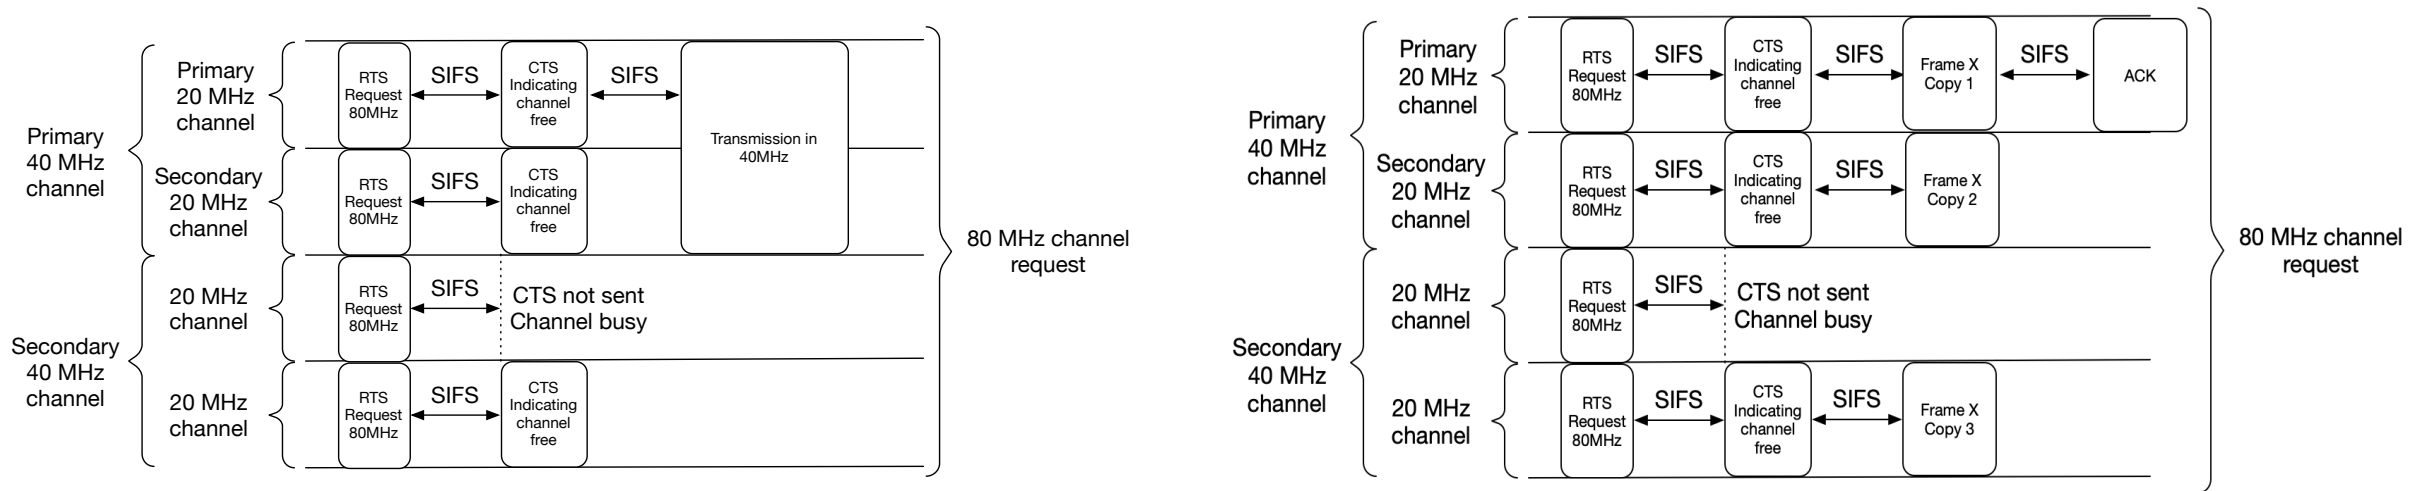 Primary
40 MHz
channel
Secondary
40 MHz
channel
Primary
20 MHz
channel
Secondary
20 MHz
channel
20 MHz
channel
20 MHz
channel
RTS
Request
80MHz
SIFS
CTS
Indicating
channel
free
SIFS
Transmission in
40MHz
RTS
Request
80MHz
SIFS
CTS
Indicating
channel
free
RTS
Request
80MHz
SIFS
CTS not sent
Channel busy
RTS
Request
80MHz
SIFS
CTS
Indicating
channel
free
80 MHz channel
request
Primary
40 MHz
channel
Secondary
40 MHz
channel
Primary
20 MHz
channel
Secondary
20 MHz
channel
20 MHz
channel
20 MHz
channel
RTS
Request
80MHz
SIFS
CTS
Indicating
channel
free
SIFS
Frame X
Copy 1
SIFS
ACK
RTS
Request
80MHz
SIFS
CTS
Indicating
channel
free
SIFS
Frame X
Copy 2
RTS
Request
80MHz
SIFS
CTS not sent
Channel busy
RTS
Request
80MHz
SIFS
CTS
Indicating
channel
free
SIFS
Frame X
Copy 3
80 MHz channel
request